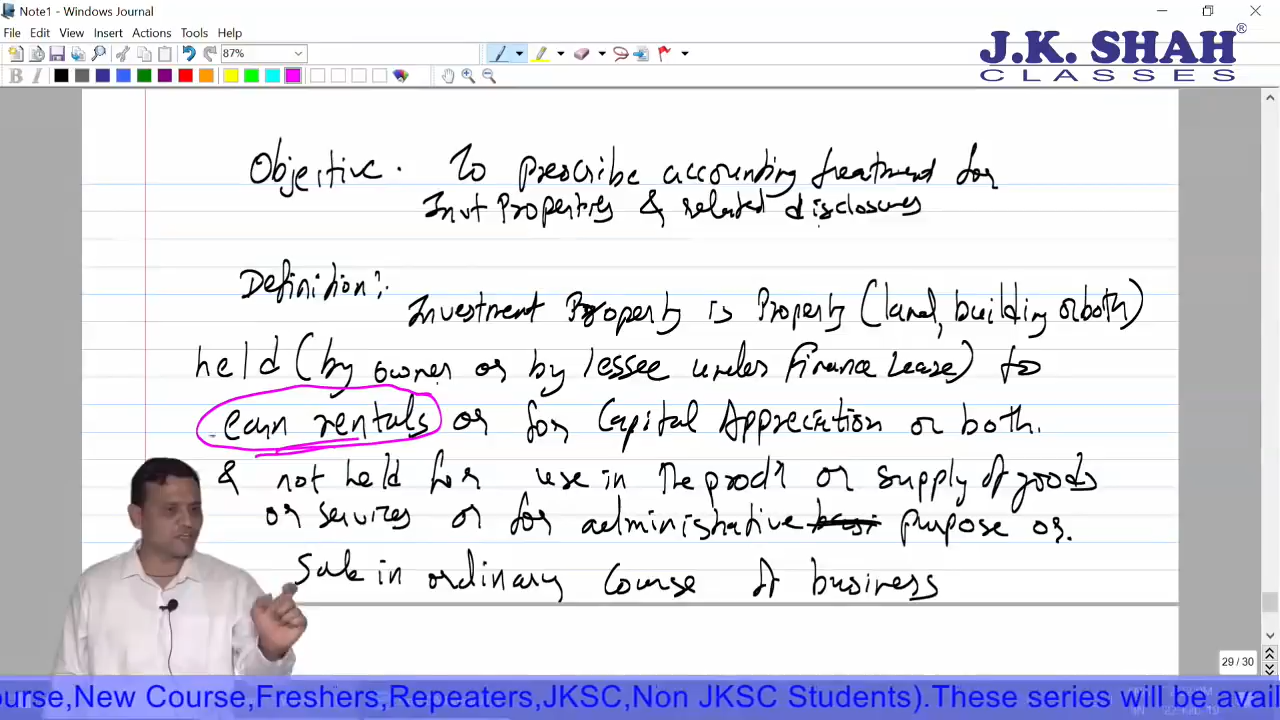 Note1 - Windows Journal
File Edit View Insert Actions Tools Help
87%
J.K. SHAH®
CLASSES
Objective. To prescribe accounting treatment for
Invt Properties & related disclosures
Definition:
Investment Property is Property (land, building or both)
held (by owner or by lessee under Finance Lease) to
earn rentals or for Capital Appreciation or both.
& not held for use in the prodn or supply of goods
or services or for administrative purpose or.
Sale in ordinary course of business
29 / 30
ourse,New Course,Freshers,Repeaters,JKSC,Non JKSC Students).These series will be avail